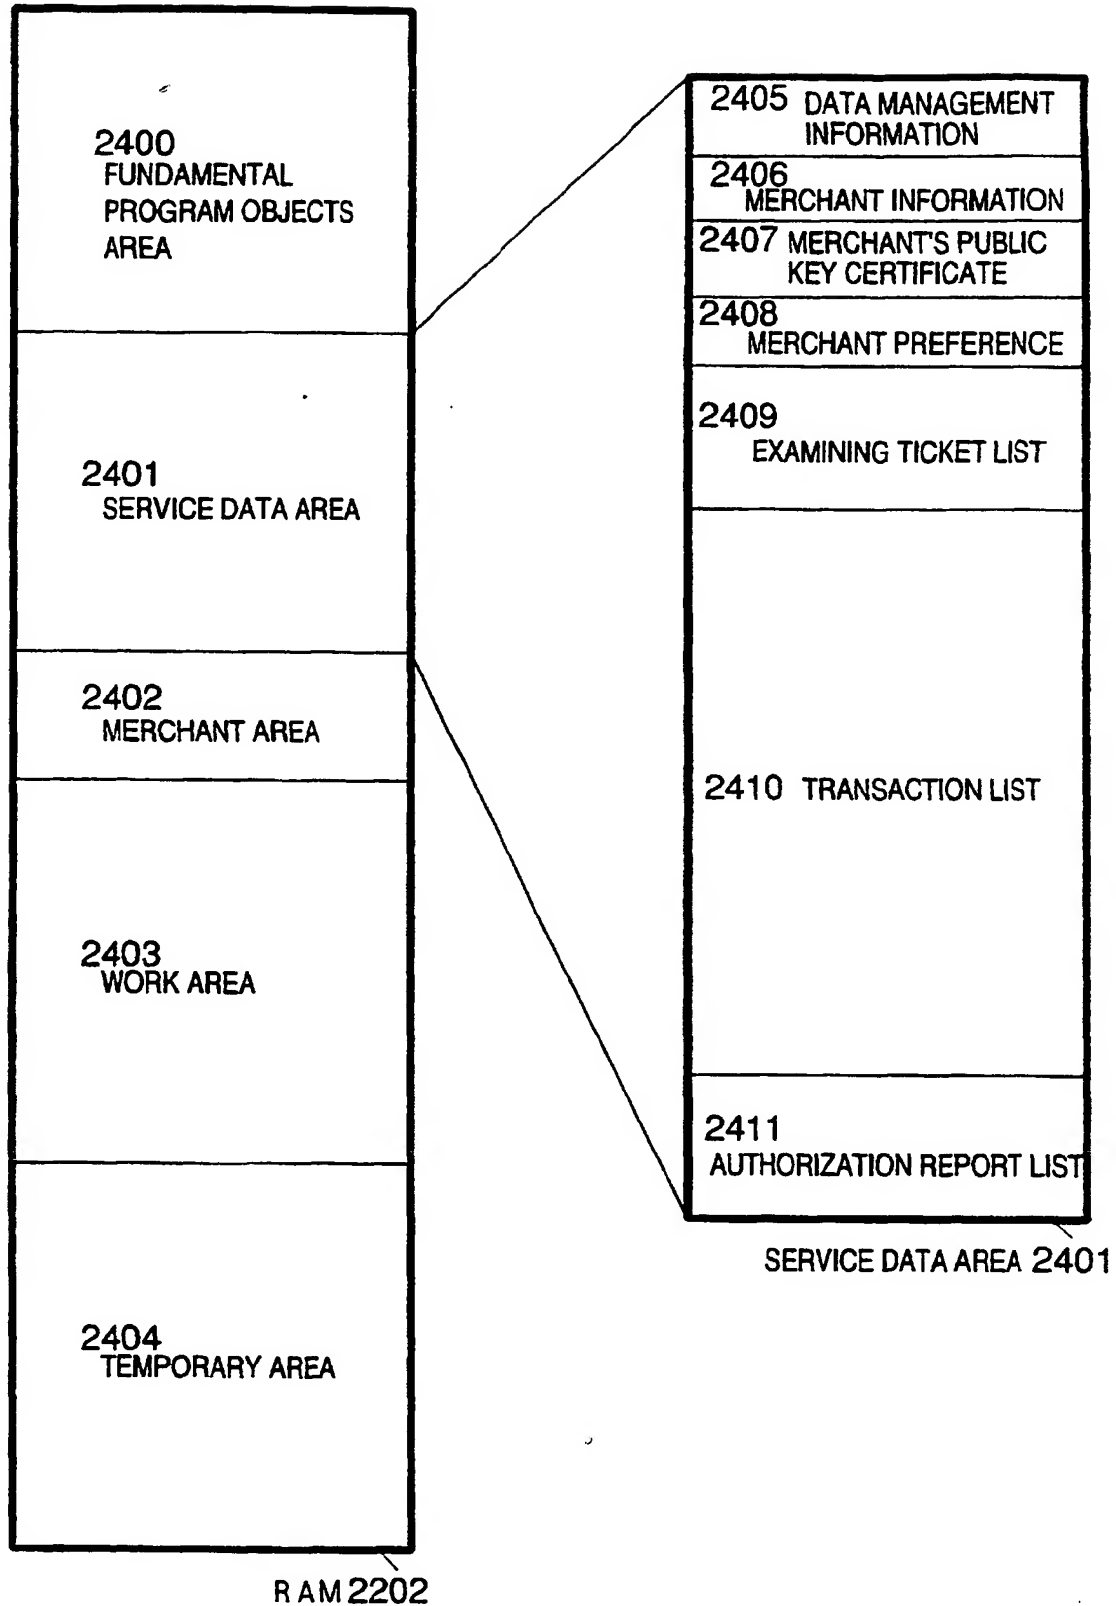 2400
FUNDAMENTAL
PROGRAM OBJECTS
AREA
2401
SERVICE DATA AREA
2402
MERCHANT AREA
2403
WORK AREA
2404
TEMPORARY AREA
RAM 2202
2405 DATA MANAGEMENT
INFORMATION
2406
MERCHANT INFORMATION
2407 MERCHANT'S PUBLIC
KEY CERTIFICATE
2408
MERCHANT PREFERENCE
2409
EXAMINING TICKET LIST
2410 TRANSACTION LIST
2411
AUTHORIZATION REPORT LIST
SERVICE DATA AREA 2401